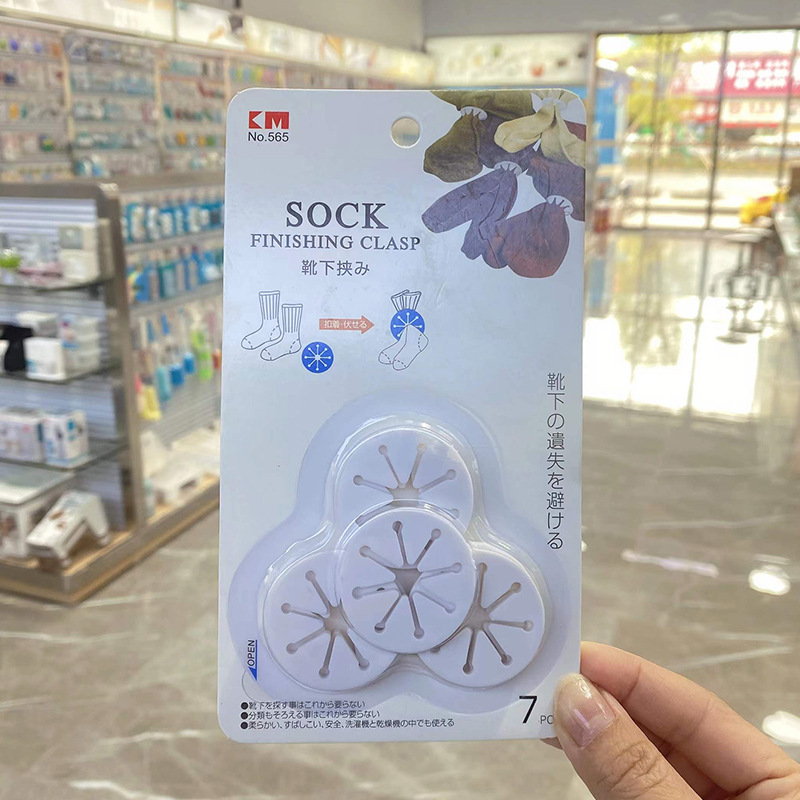 KM
No.565
SOCK
FINISHING CLASP
靴下挟み
扣着·伏せる
靴下の遺失を避ける
OPEN
●靴下を探す事はこれから要らない
●分類もそろえる事はこれから要らない
●柔らかい、すばしこい、安全、洗濯機と乾燥機の中でも使える
7 PC